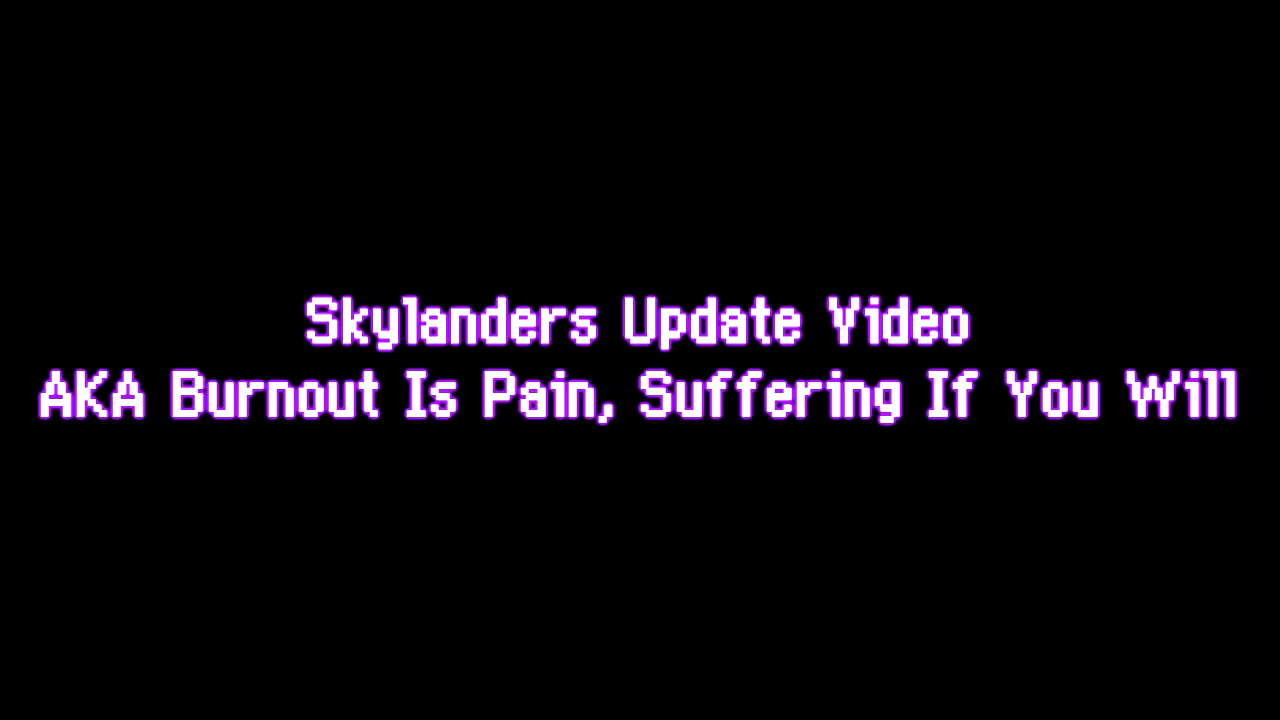 Skylanders Update Video
AKA Burnout Is Pain, Suffering If You Will